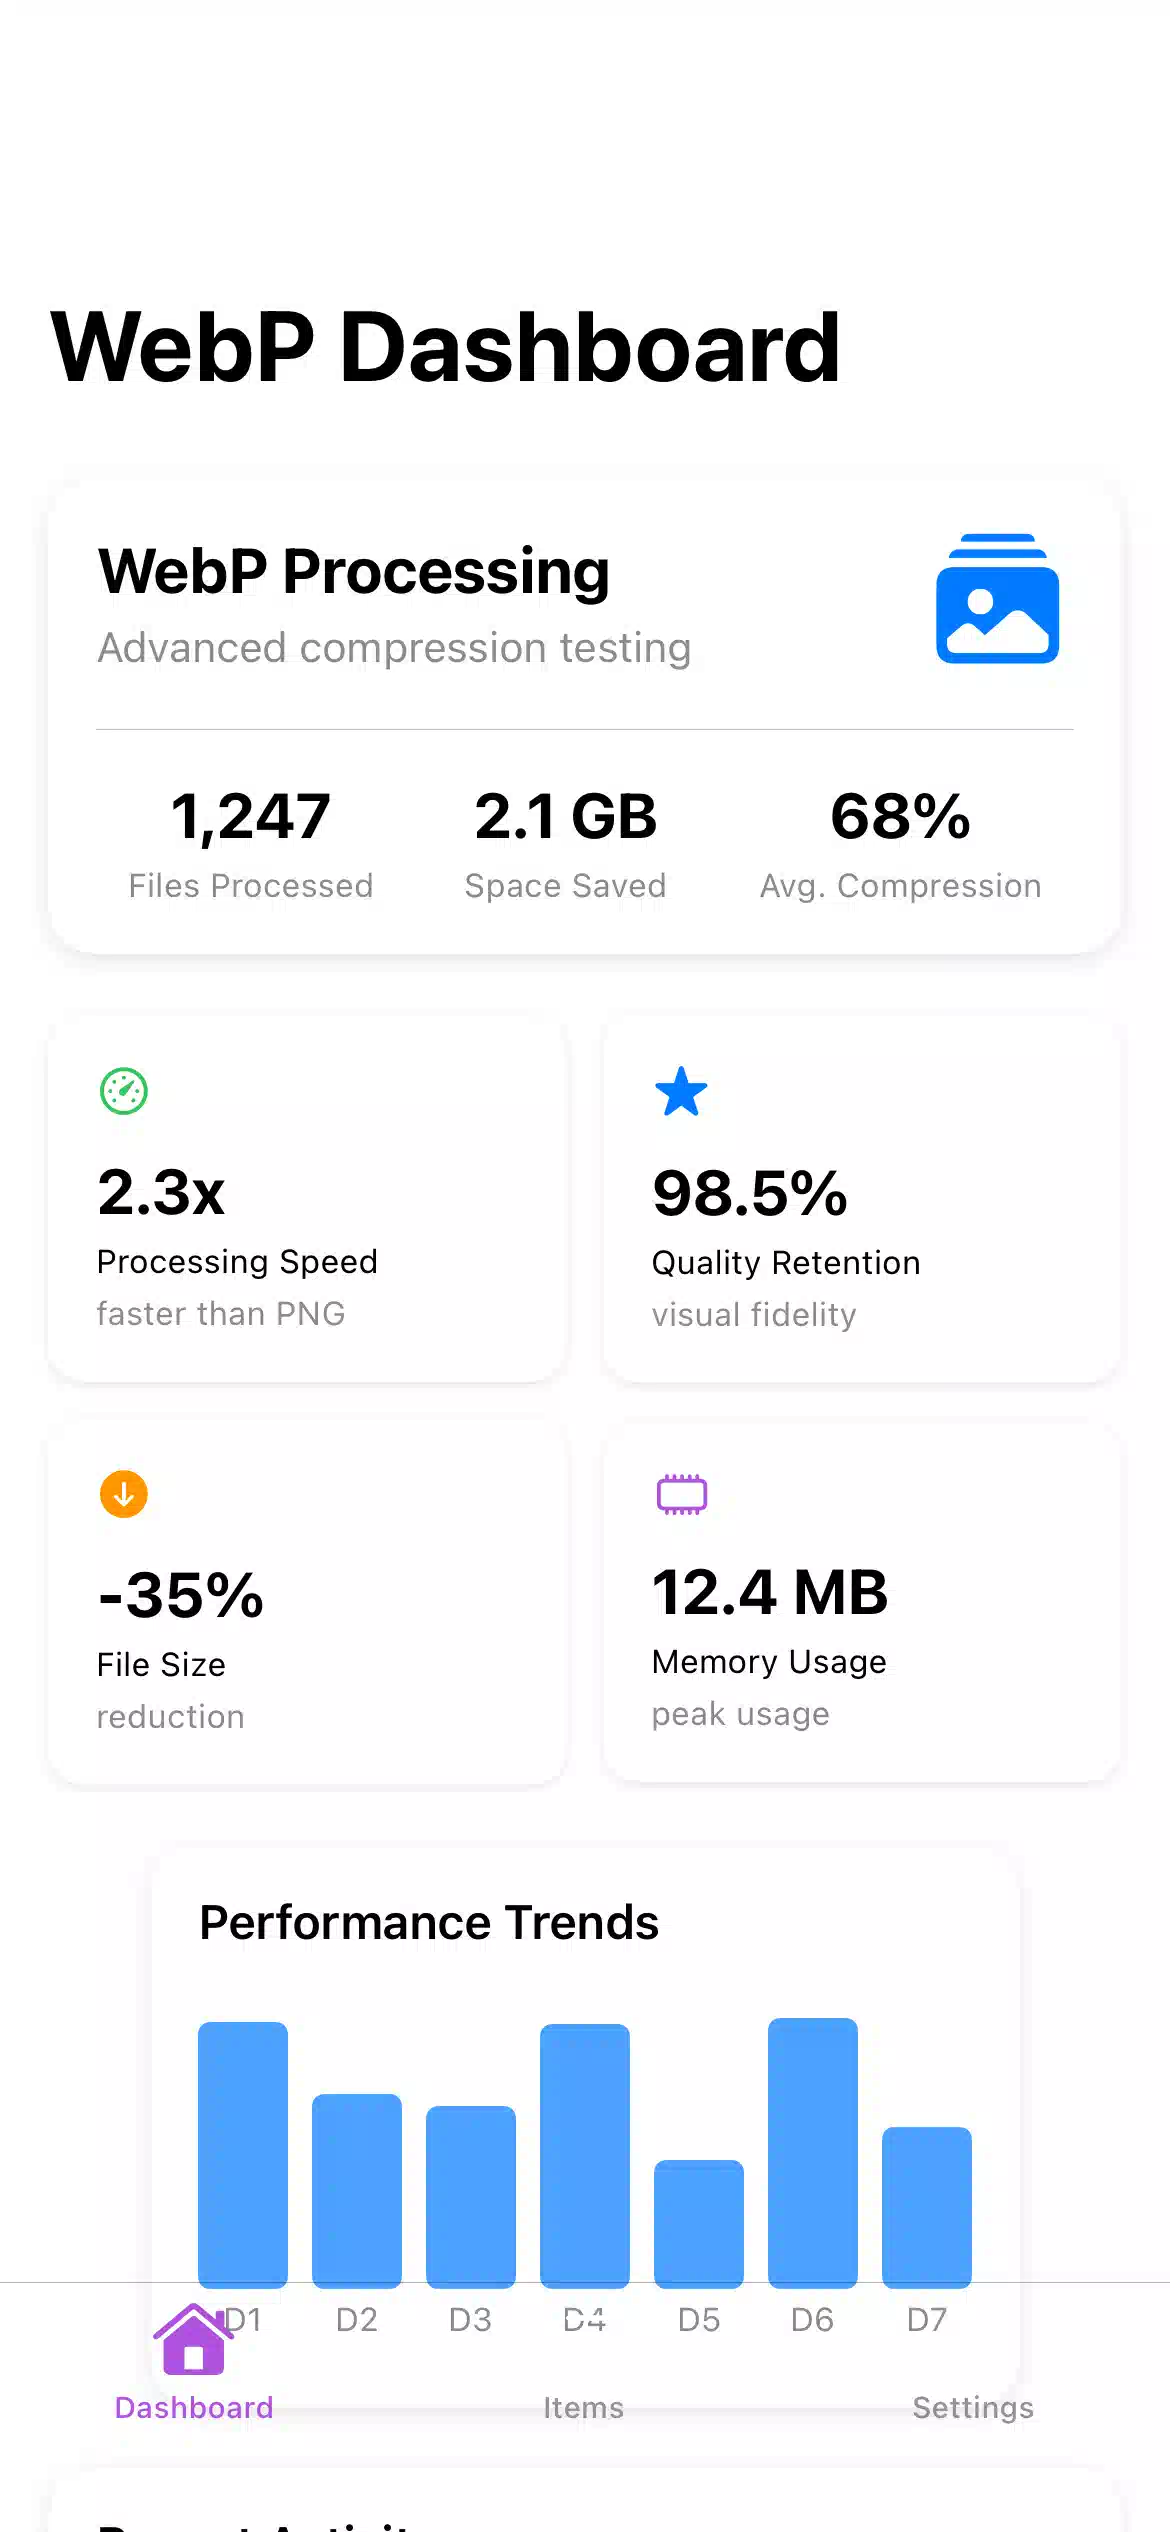 WebP Dashboard
WebP Processing
Advanced compression testing
1,247
Files Processed
2.1 GB
Space Saved
68%
Avg. Compression
2.3x
Processing Speed
faster than PNG
98.5%
Quality Retention
visual fidelity
-35%
File Size
reduction
12.4 MB
Memory Usage
peak usage
Performance Trends
D1 D2 D3 D4 D5 D6 D7
Dashboard Items Settings